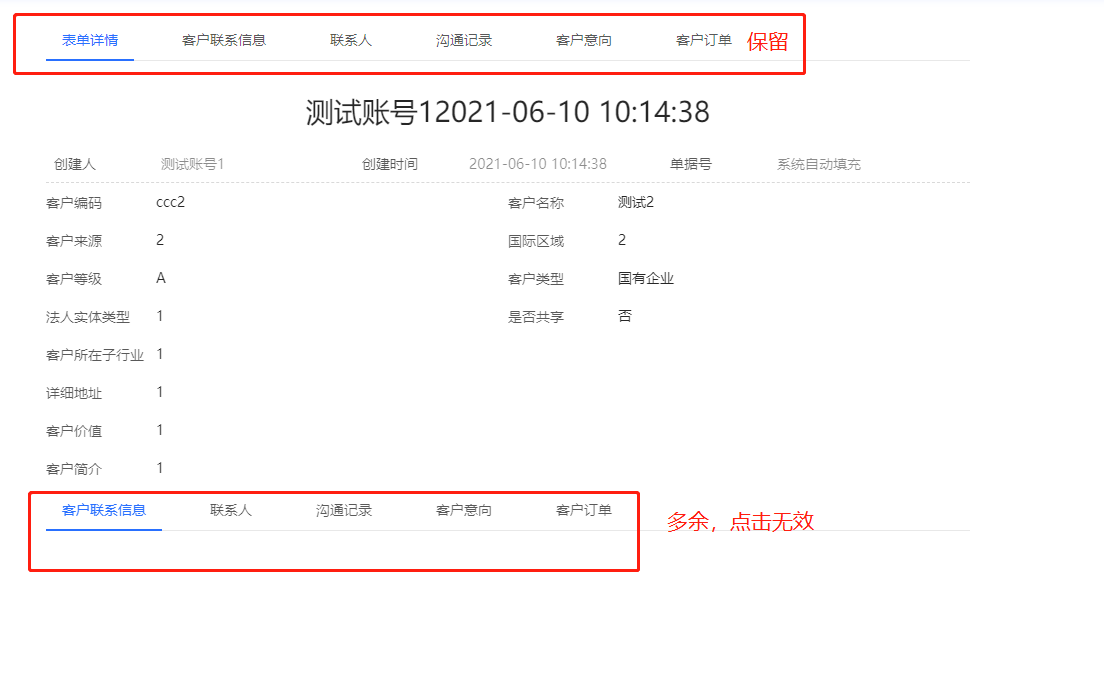 表单详情 客户联系信息 联系人 沟通记录 客户意向 客户订单 保留
测试账号12021-06-10 10:14:38
创建人 测试账号1 创建时间 2021-06-10 10:14:38 单据号 系统自动填充
客户编码 ccc2 客户名称 测试2
客户来源 2 国际区域 2
客户等级 A 客户类型 国有企业
法人实体类型 1 是否共享 否
客户所在子行业 1
详细地址 1
客户价值 1
客户简介 1
客户联系信息 联系人 沟通记录 客户意向 客户订单 多余，点击无效